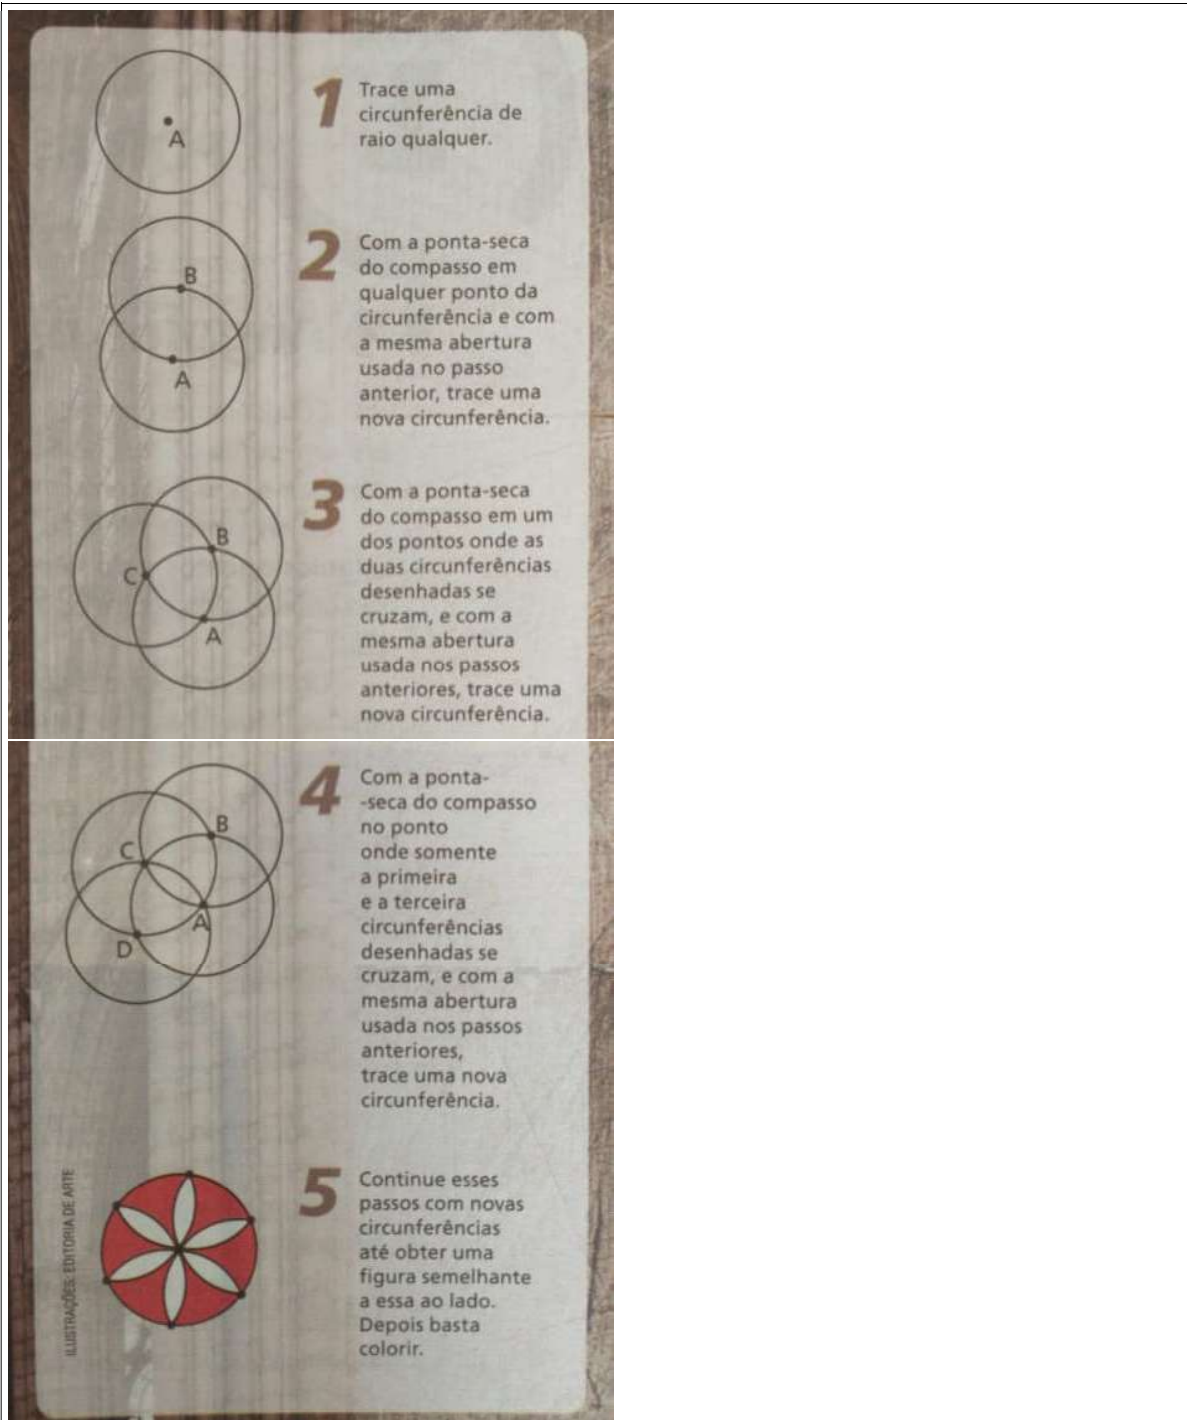 A
1
Trace uma
circunferência de
raio qualquer.
B
A
2
Com a ponta-seca
do compasso em
qualquer ponto da
circunferência e com
a mesma abertura
usada no passo
anterior, trace uma
nova circunferência.
B
C
A
3
Com a ponta-seca
do compasso em um
dos pontos onde as
duas circunferências
desenhadas se
cruzam, e com a
mesma abertura
usada nos passos
anteriores, trace uma
nova circunferência.
B
C
A
D
4
Com a ponta-
-seca do compasso
no ponto
onde somente
a primeira
e a terceira
circunferências
desenhadas se
cruzam, e com a
mesma abertura
usada nos passos
anteriores,
trace uma nova
circunferência.
5
Continue esses
passos com novas
circunferências
até obter uma
figura semelhante
a essa ao lado.
Depois basta
colorir.
ILUSTRAÇÕES: EDITORIA DE ARTE